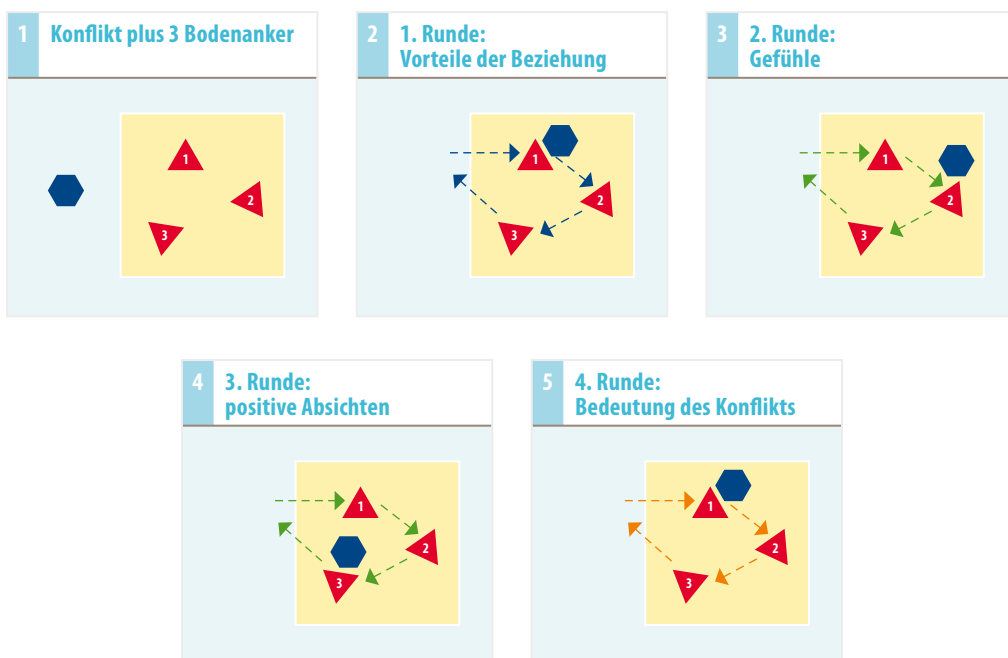 1 Konflikt plus 3 Bodenanker
1
2
3
2 1. Runde:
Vorteile der Beziehung
1
2
3
3 2. Runde:
Gefühle
1
2
3
4 3. Runde:
positive Absichten
1
2
3
5 4. Runde:
Bedeutung des Konflikts
1
2
3